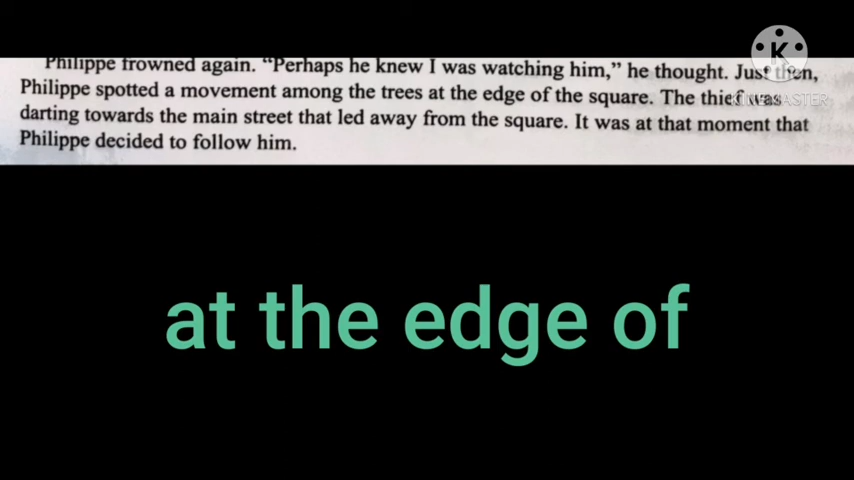 Philippe frowned again. “Perhaps he knew I was watching him,” he thought. Just then,
Philippe spotted a movement among the trees at the edge of the square. The thief was
darting towards the main street that led away from the square. It was at that moment that
Philippe decided to follow him.
K
KINEMASTER
at the edge of